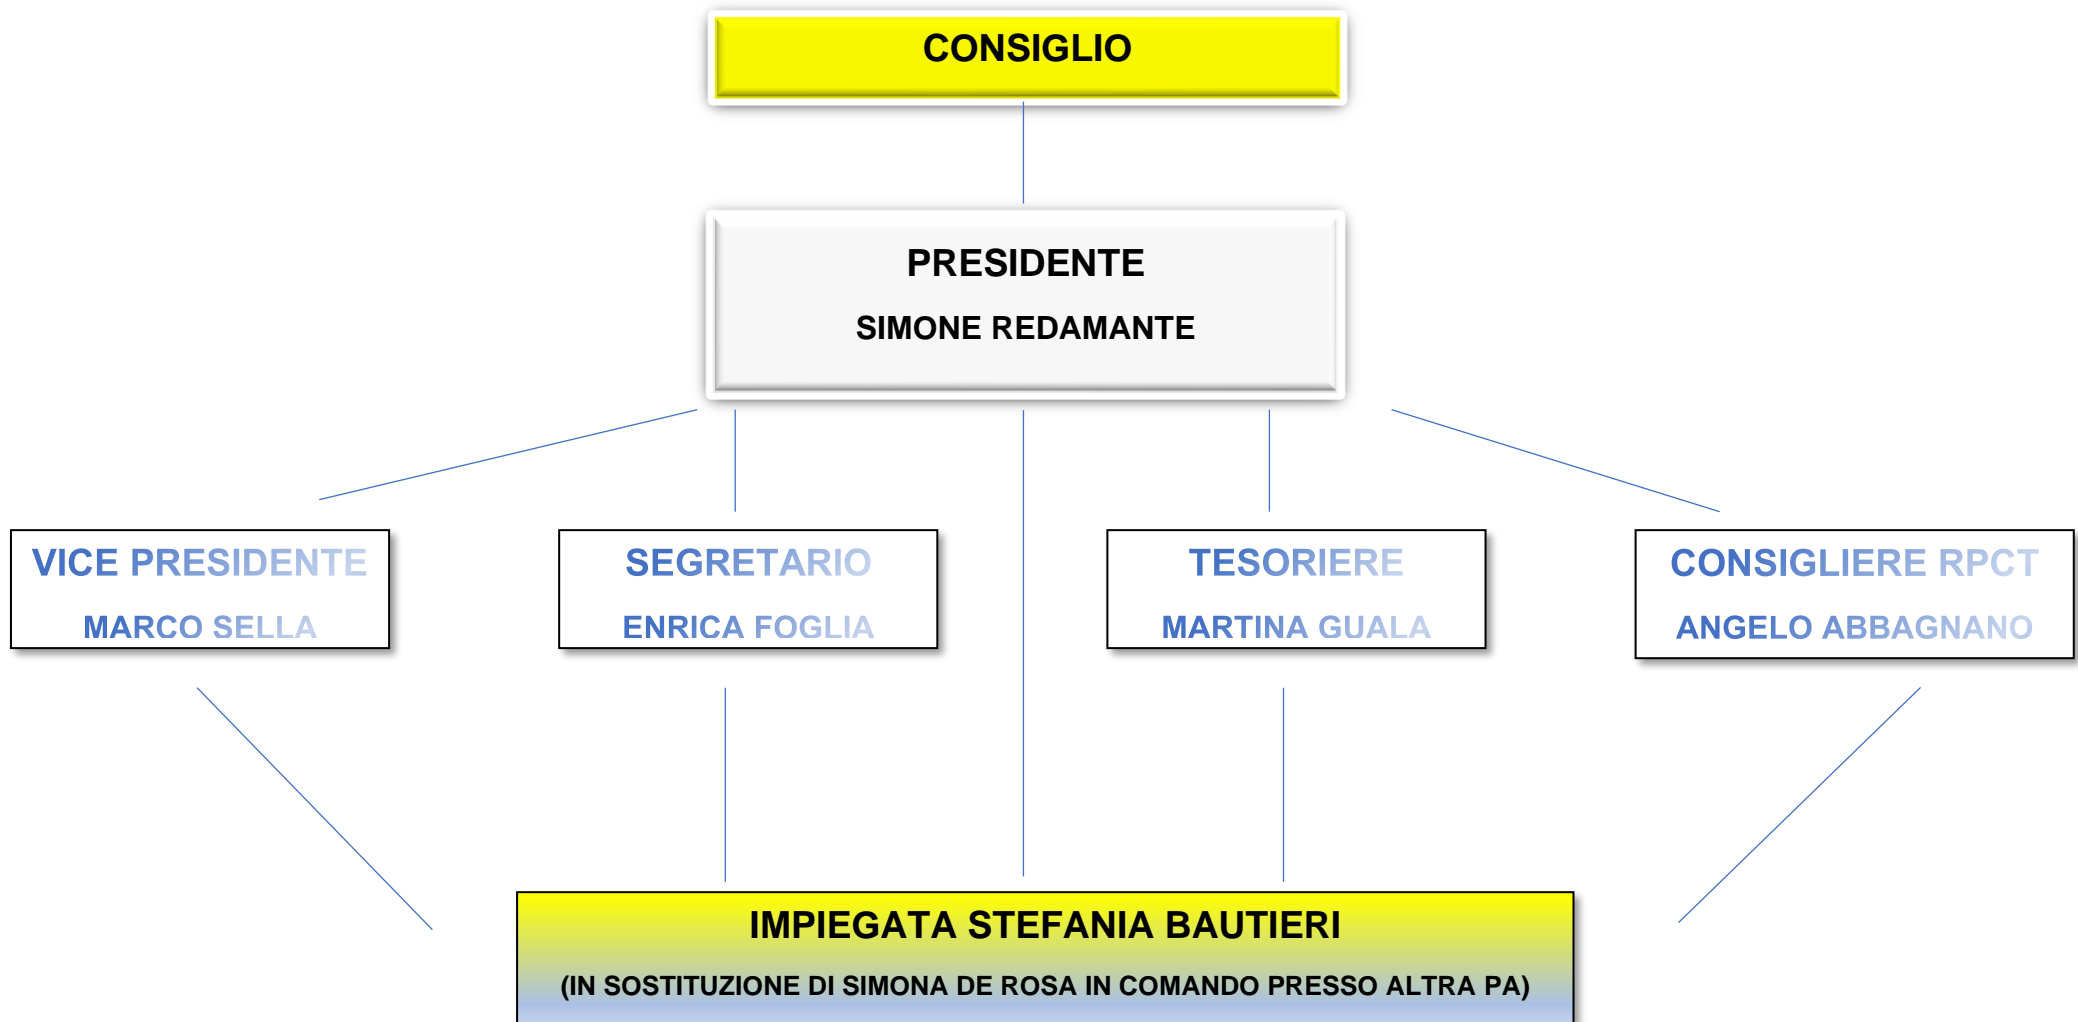 CONSIGLIO
PRESIDENTE
SIMONE REDAMANTE
VICE PRESIDENTE
MARCO SELLA
SEGRETARIO
ENRICA FOGLIA
TESORIERE
MARTINA GUALA
CONSIGLIERE RPCT
ANGELO ABBAGNANO
IMPIEGATA STEFANIA BAUTIERI
(IN SOSTITUZIONE DI SIMONA DE ROSA IN COMANDO PRESSO ALTRA PA)